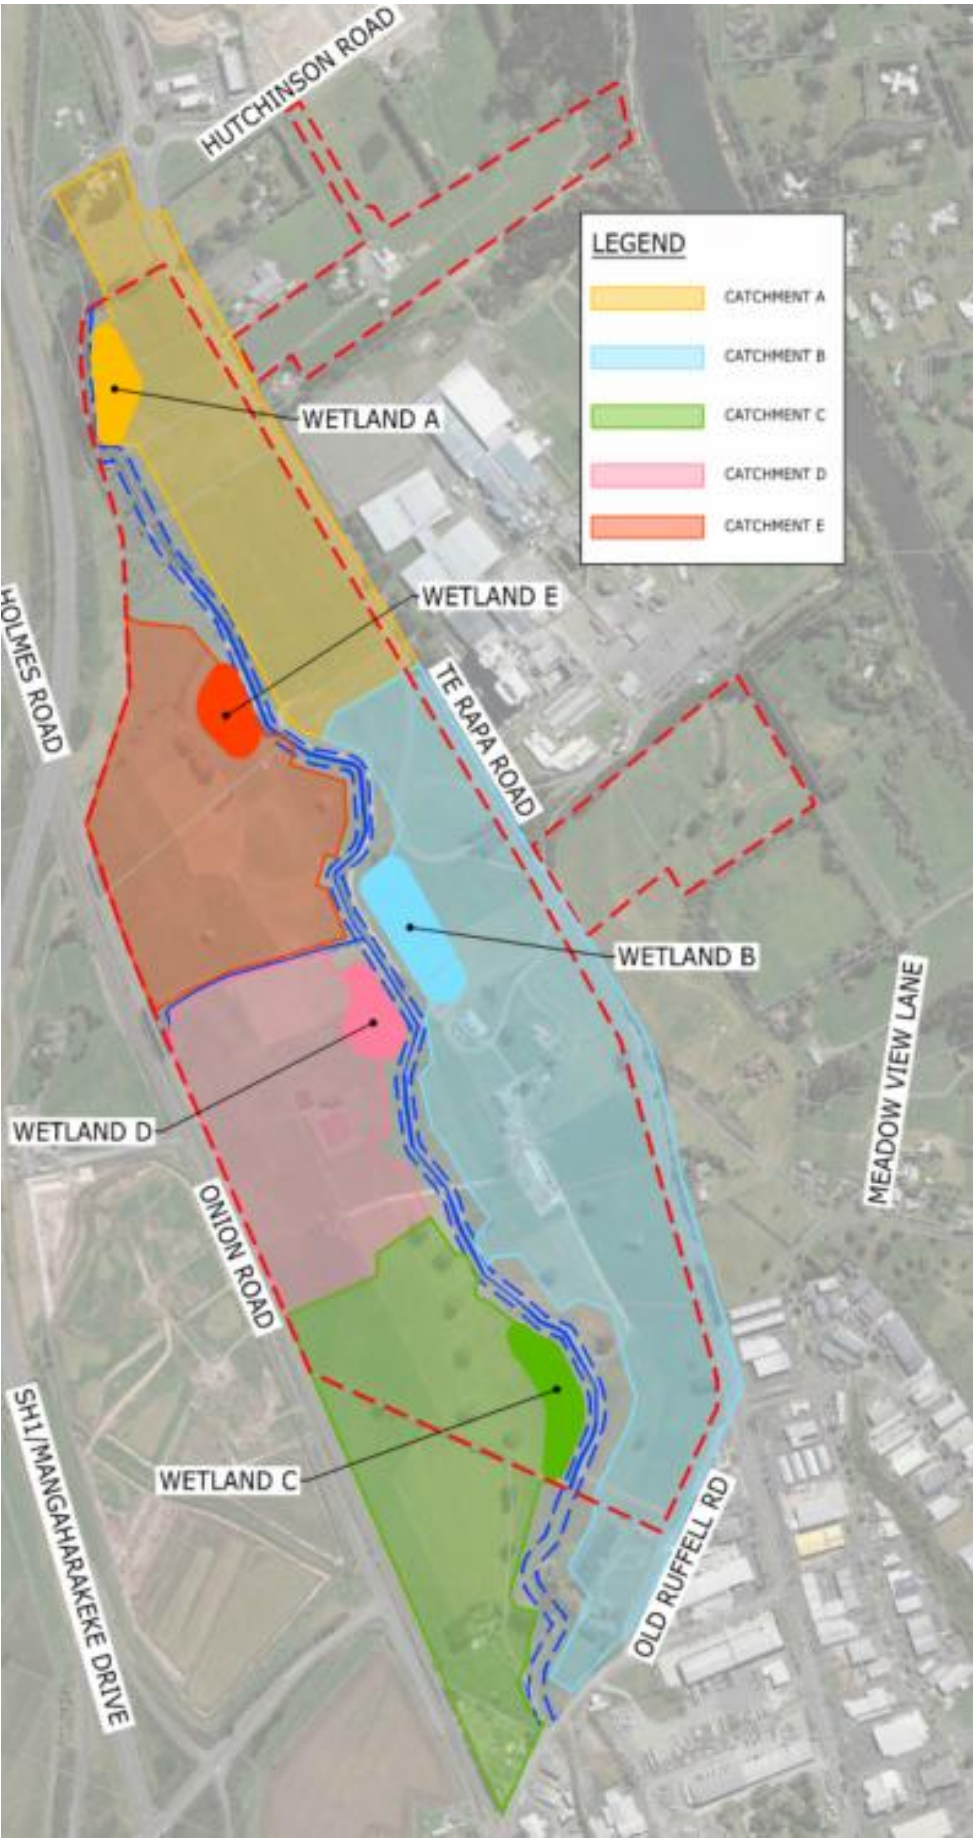 HUTCHINSON ROAD
LEGEND
CATCHMENT A
CATCHMENT B
CATCHMENT C
CATCHMENT D
CATCHMENT E
WETLAND A
WETLAND E
HOLMES ROAD
TE RAPA ROAD
WETLAND B
MEADOW VIEW LANE
WETLAND D
ONION ROAD
WETLAND C
SH1/MANGAHARAKEKE DRIVE
OLD RUFFELL RD